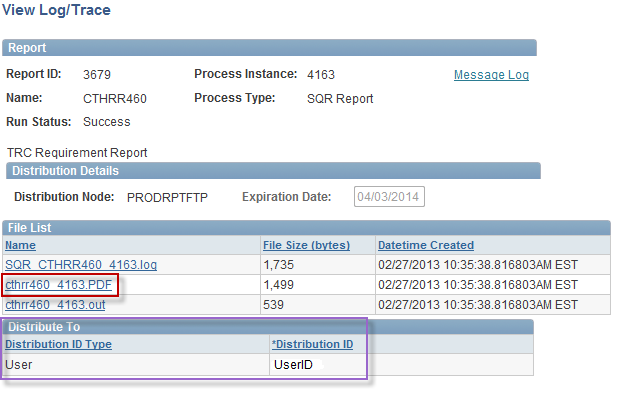 View Log/Trace
Report
Report ID: 3679 Process Instance: 4163 Message Log
Name: CTHRR460 Process Type: SQR Report
Run Status: Success
TRC Requirement Report
Distribution Details
Distribution Node: PRODRPTFTP Expiration Date: 04/03/2014
File List
Name File Size (bytes) Datetime Created
SQR_CTHRR460_4163.log 1,735 02/27/2013 10:35:38.816803AM EST
cthrr460_4163.PDF 1,499 02/27/2013 10:35:38.816803AM EST
cthrr460_4163.out 539 02/27/2013 10:35:38.816803AM EST
Distribute To
Distribution ID Type *Distribution ID
User UserID